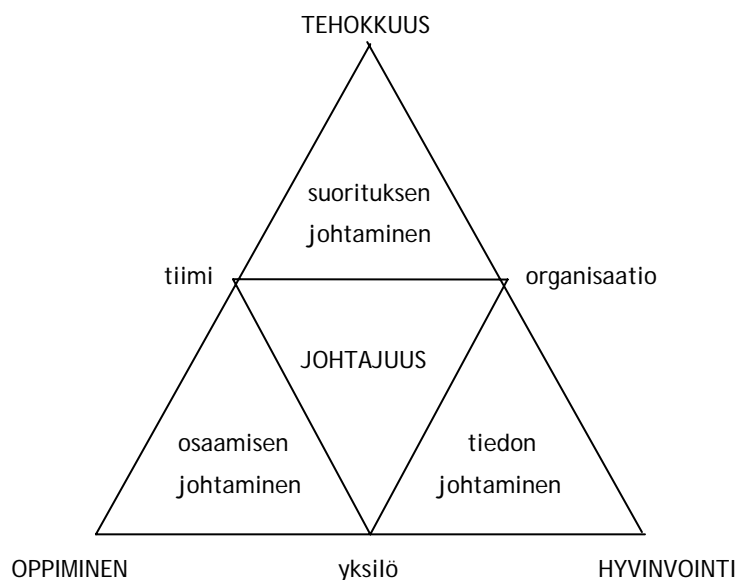 TEHOKKUUS
suorituksen
johtaminen
tiimi
organisaatio
JOHTAJUUS
osaamisen
johtaminen
tiedon
johtaminen
OPPIMINEN
yksilö
HYVINVOINTI